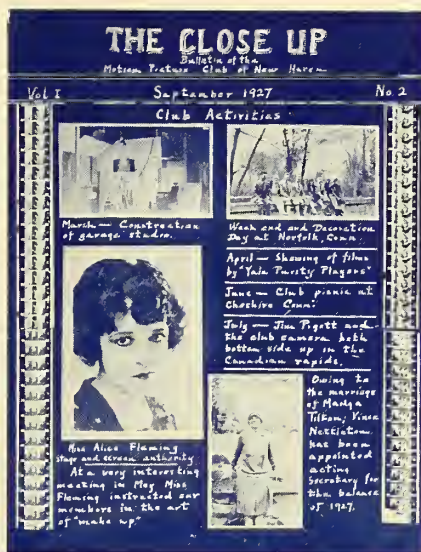 THE CLOSE UP
Bulletin of the
Motion Picture Club of New Haven
Vol I
September 1927
No. 2
Club Activities
March — Construction
of garage studio.
Week end and Decoration
Day at Norfolk, Conn.
April — Showing of films
by "Yale Purity Players"
June — Club picnic at
Cheshire Conn.
July — Jim Pigott and
the club camera both
bottom side up in the
Canadian rapids.
Miss Alice Fleming
stage and screen authority
At a very interesting
meeting in May Miss
Fleming instructed our
members in the art
of "make up."
Owing to
the marriage
of
Tilton,
has been
appointed
acting
Secretary for
the balance
of 1927.